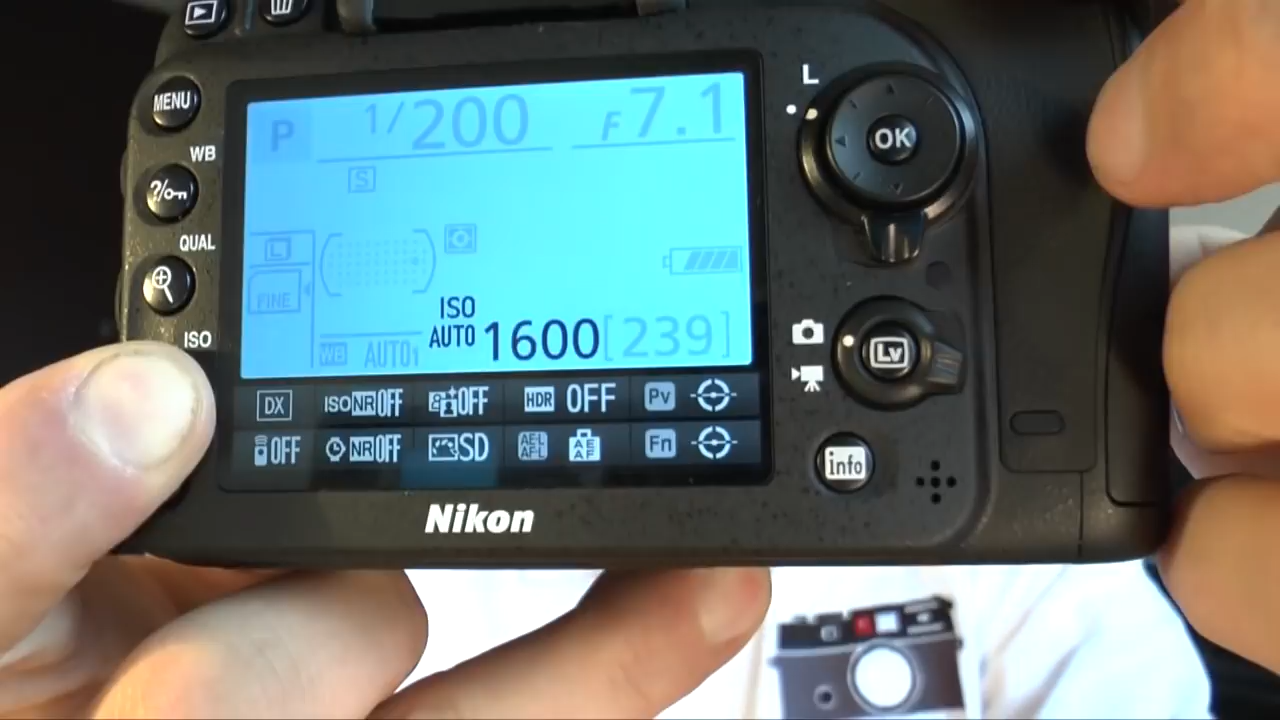 MENU
WB
QUAL
ISO
P 1/200 F7.1
S
L
FINE
ISO
AUTO 1600 [239]
WB AUTO1
DX ISO NR OFF OFF HDR OFF Pv
OFF NR OFF SD AE-L AF-L AE AF Fn
Nikon
L
OK
Lv
info